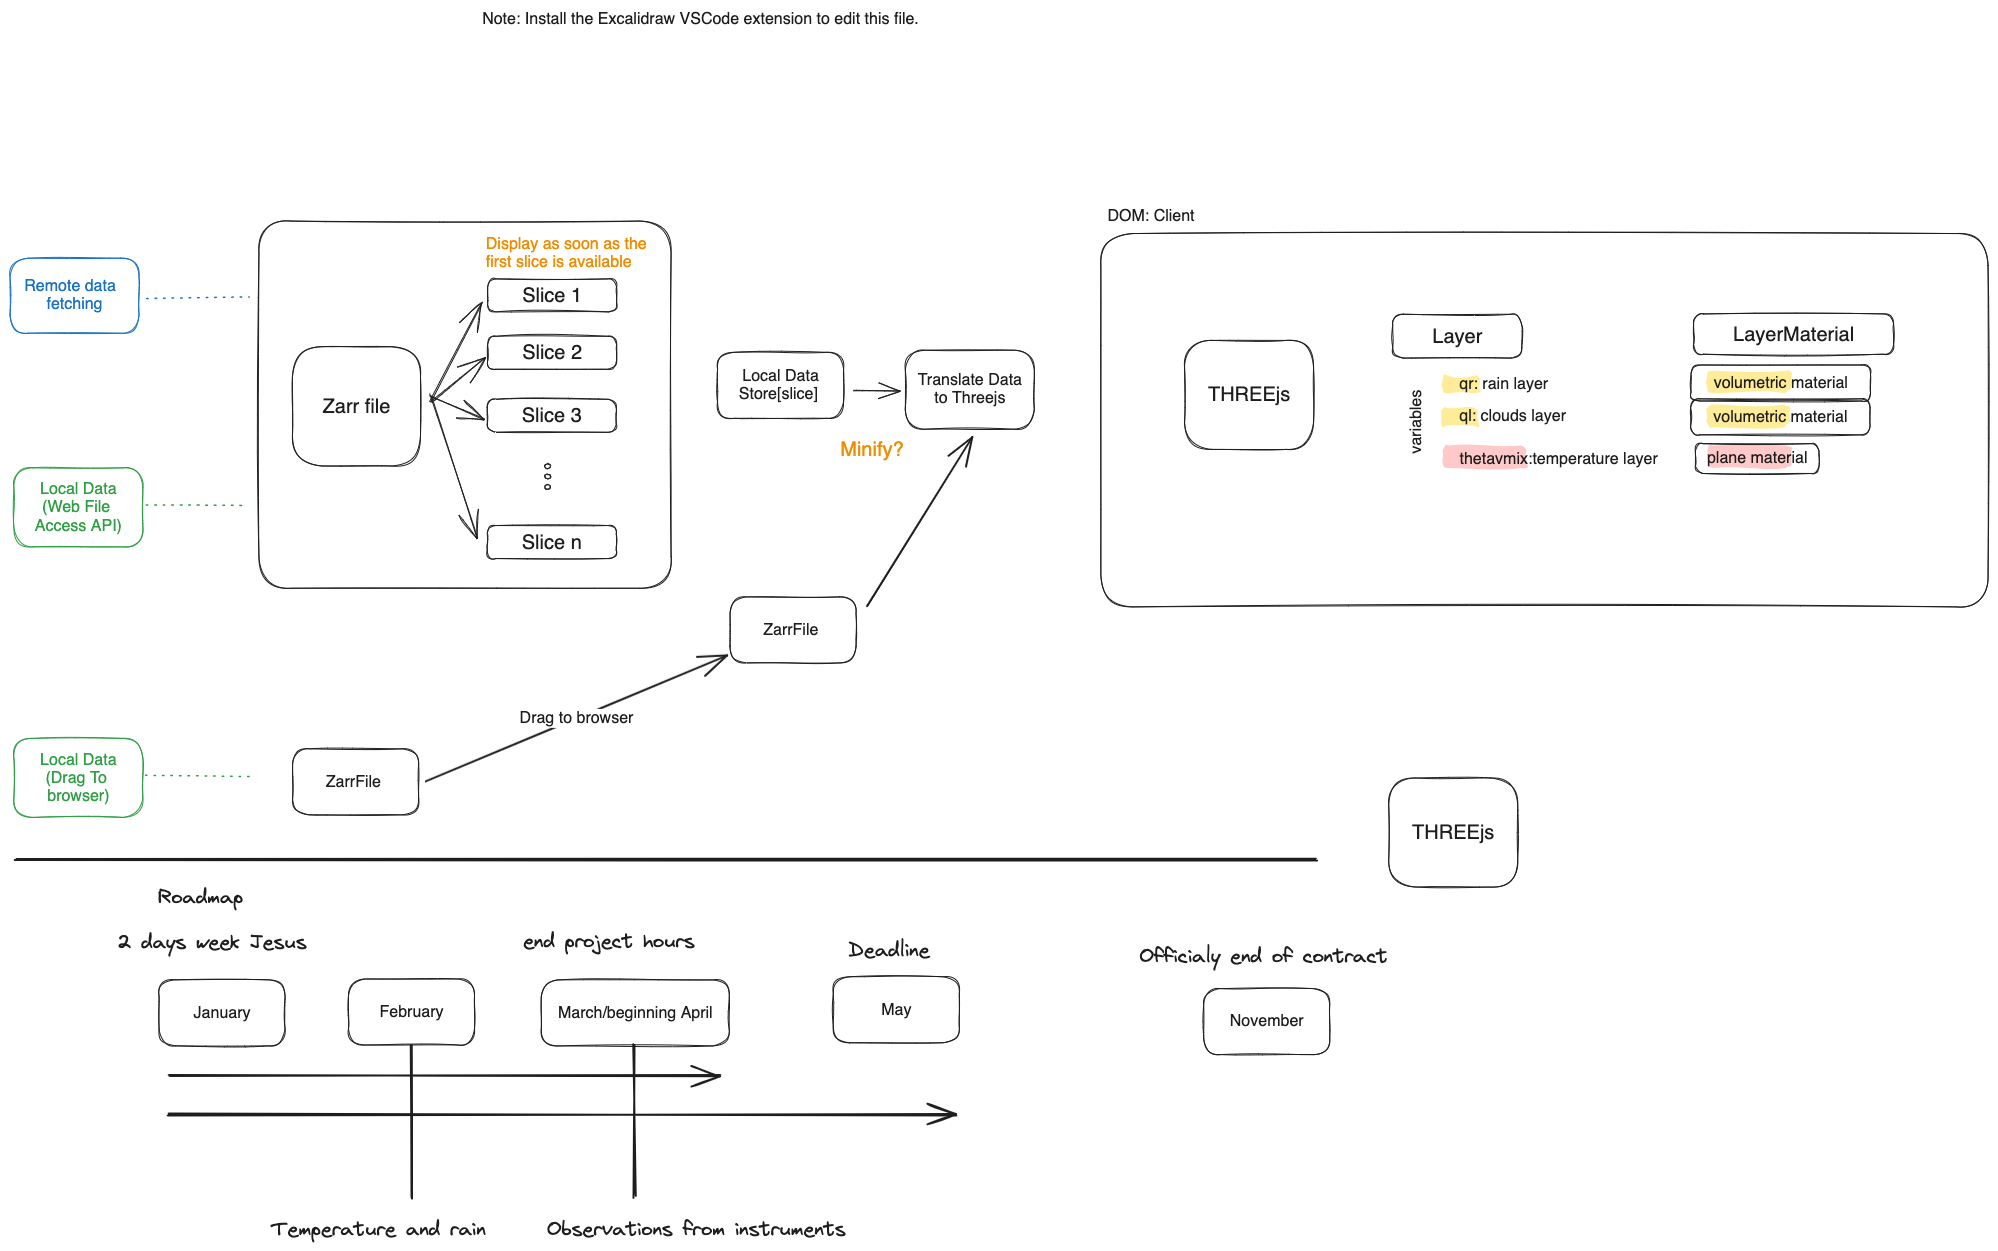 Note: Install the Excalidraw VSCode extension to edit this file.
DOM: Client
Remote data
fetching
Local Data
(Web File
Access API)
Display as soon as the
first slice is available
Zarr file
Slice 1
Slice 2
Slice 3
Slice n
Local Data
Store[slice]
Translate Data
to Threejs
Minify?
THREEjs
Layer
variables
qr: rain layer
ql: clouds layer
thetavmix:temperature layer
LayerMaterial
volumetric material
volumetric material
plane material
ZarrFile
Drag to browser
Local Data
(Drag To
browser)
ZarrFile
THREEjs
Roadmap
2 days week Jesus
end project hours
Deadline
Officialy end of contract
January
February
March/beginning April
May
November
Temperature and rain
Observations from instruments